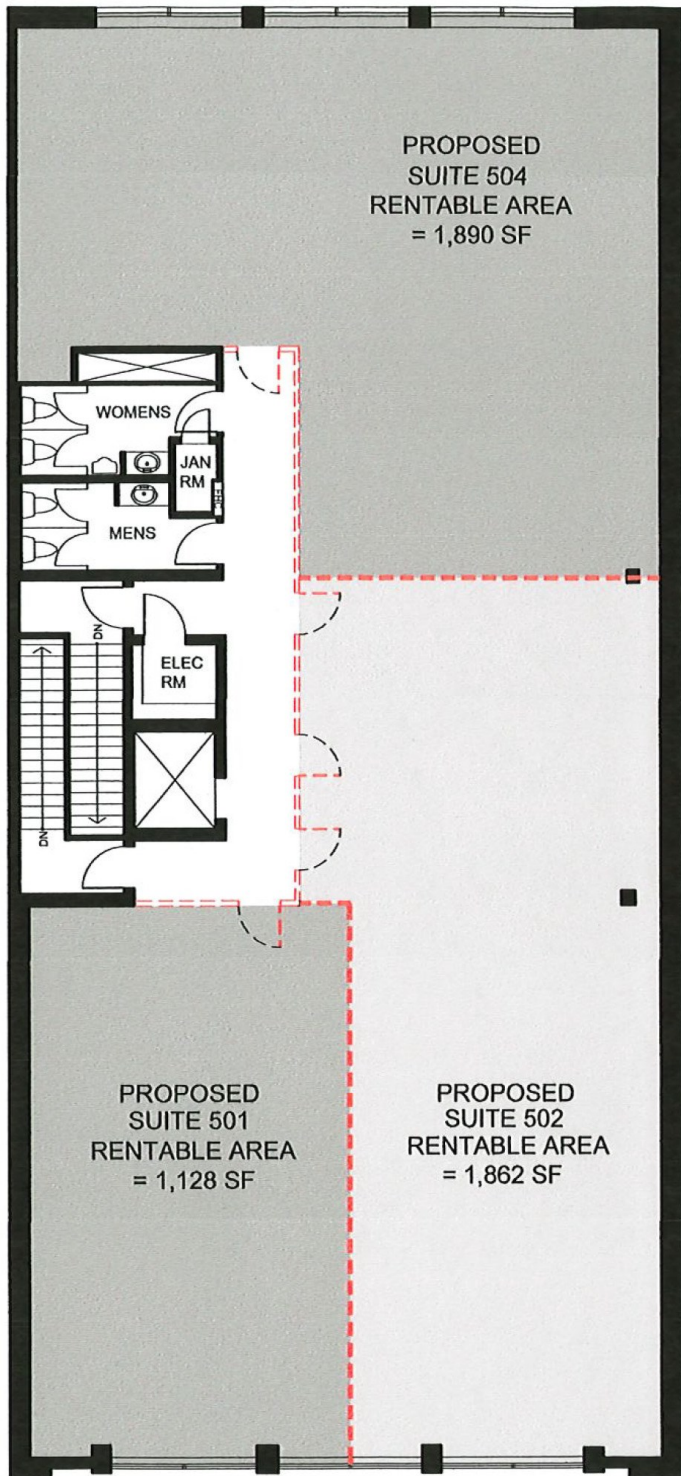 PROPOSED
SUITE 504
RENTABLE AREA
= 1,890 SF
WOMENS
JAN
RM
MENS
DN
ELEC
RM
DN
PROPOSED
SUITE 501
RENTABLE AREA
= 1,128 SF
PROPOSED
SUITE 502
RENTABLE AREA
= 1,862 SF